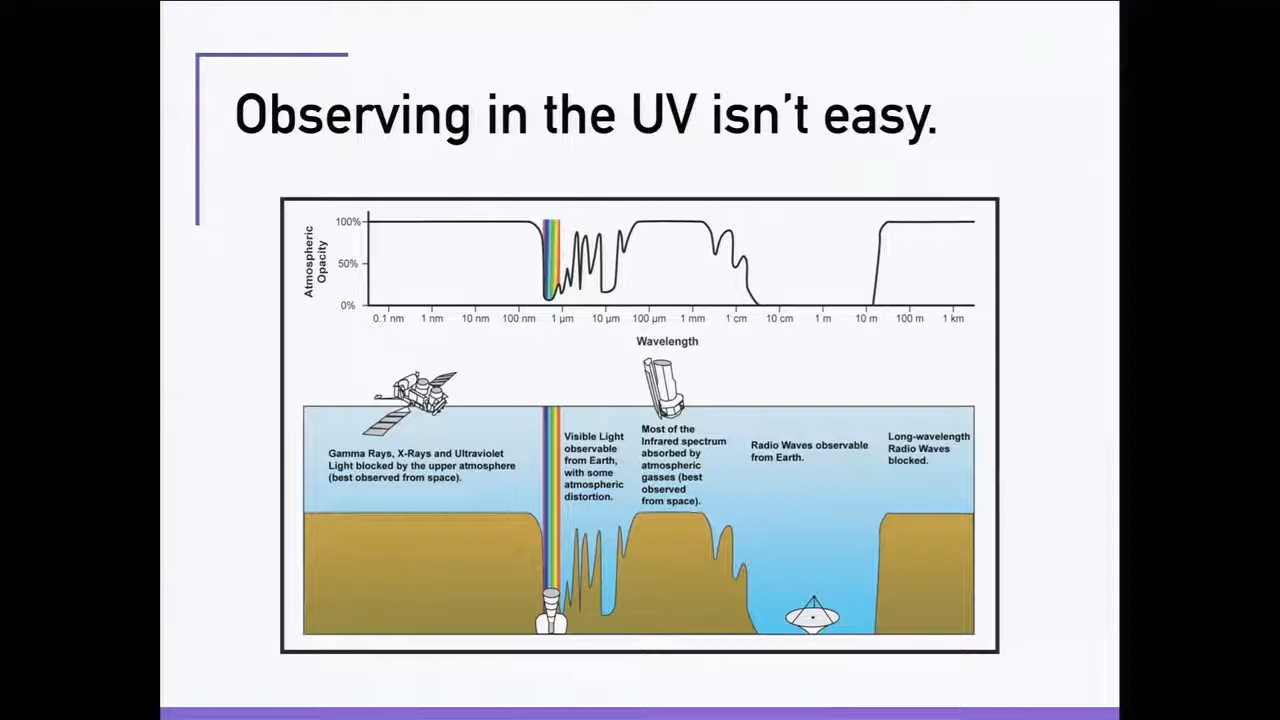 Observing in the UV isn't easy.
Atmospheric
Opacity
100%
50%
0%
0.1 nm
1 nm
10 nm
100 nm
1 µm
10 µm
100 µm
1 mm
1 cm
10 cm
1 m
10 m
100 m
1 km
Wavelength
Gamma Rays, X-Rays and Ultraviolet
Light blocked by the upper atmosphere
(best observed from space).
Visible Light
observable
from Earth,
with some
atmospheric
distortion.
Most of the
Infrared spectrum
absorbed by
atmospheric
gasses (best
observed
from space).
Radio Waves observable
from Earth.
Long-wavelength
Radio Waves
blocked.